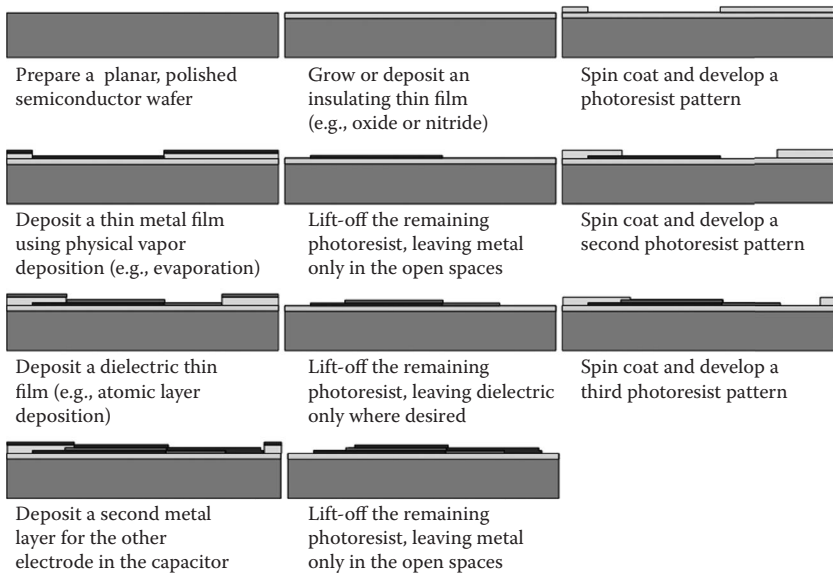 Prepare a planar, polished
semiconductor wafer
Grow or deposit an
insulating thin film
(e.g., oxide or nitride)
Spin coat and develop a
photoresist pattern
Deposit a thin metal film
using physical vapor
deposition (e.g., evaporation)
Lift-off the remaining
photoresist, leaving metal
only in the open spaces
Spin coat and develop a
second photoresist pattern
Deposit a dielectric thin
film (e.g., atomic layer
deposition)
Lift-off the remaining
photoresist, leaving dielectric
only where desired
Spin coat and develop a
third photoresist pattern
Deposit a second metal
layer for the other
electrode in the capacitor
Lift-off the remaining
photoresist, leaving metal
only in the open spaces